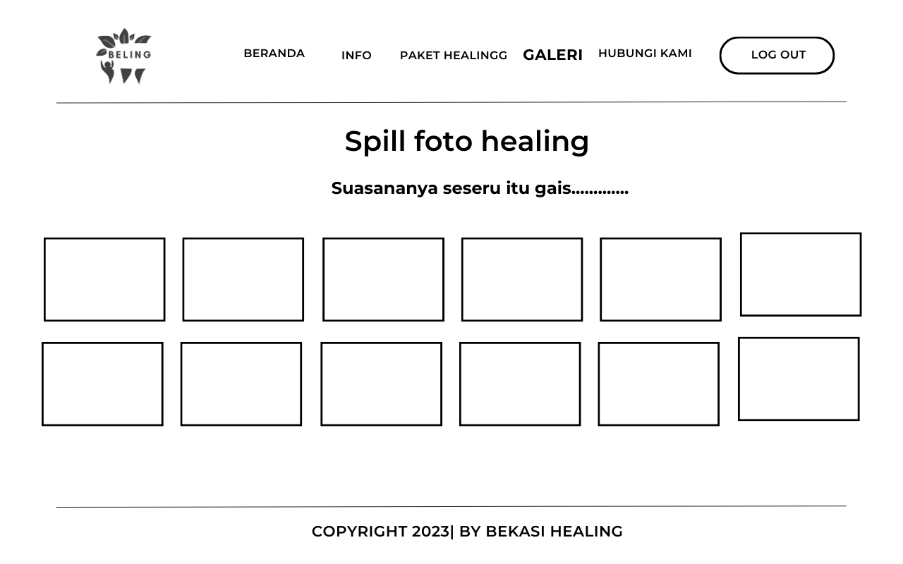 BELING
BERANDA INFO PAKET HEALINGG GALERI HUBUNGI KAMI LOG OUT
Spill foto healing
Suasananya seseru itu gais.............
COPYRIGHT 2023| BY BEKASI HEALING